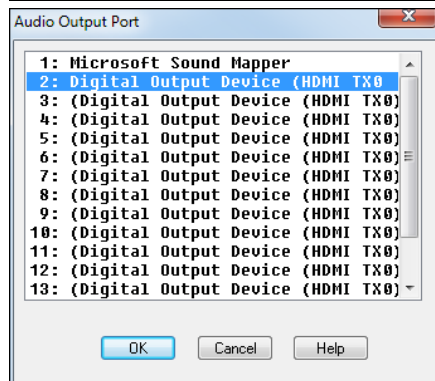 Audio Output Port
1: Microsoft Sound Mapper
2: Digital Output Device (HDMI TX0
3: (Digital Output Device (HDMI TX0)
4: (Digital Output Device (HDMI TX0)
5: (Digital Output Device (HDMI TX0)
6: (Digital Output Device (HDMI TX0)
7: (Digital Output Device (HDMI TX0)
8: (Digital Output Device (HDMI TX0)
9: (Digital Output Device (HDMI TX0)
10: (Digital Output Device (HDMI TX0)
11: (Digital Output Device (HDMI TX0)
12: (Digital Output Device (HDMI TX0)
13: (Digital Output Device (HDMI TX0)
OK Cancel Help